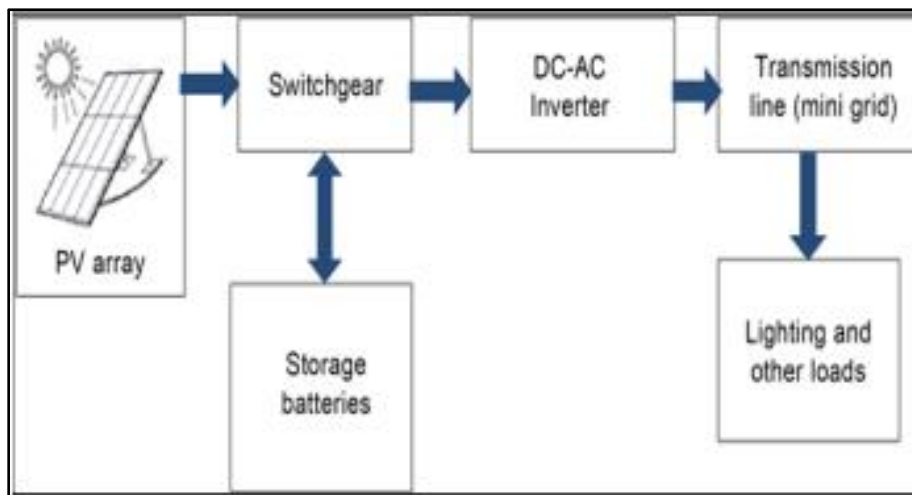 PV array
Switchgear
DC-AC
Inverter
Transmission
line (mini grid)
Storage
batteries
Lighting and
other loads